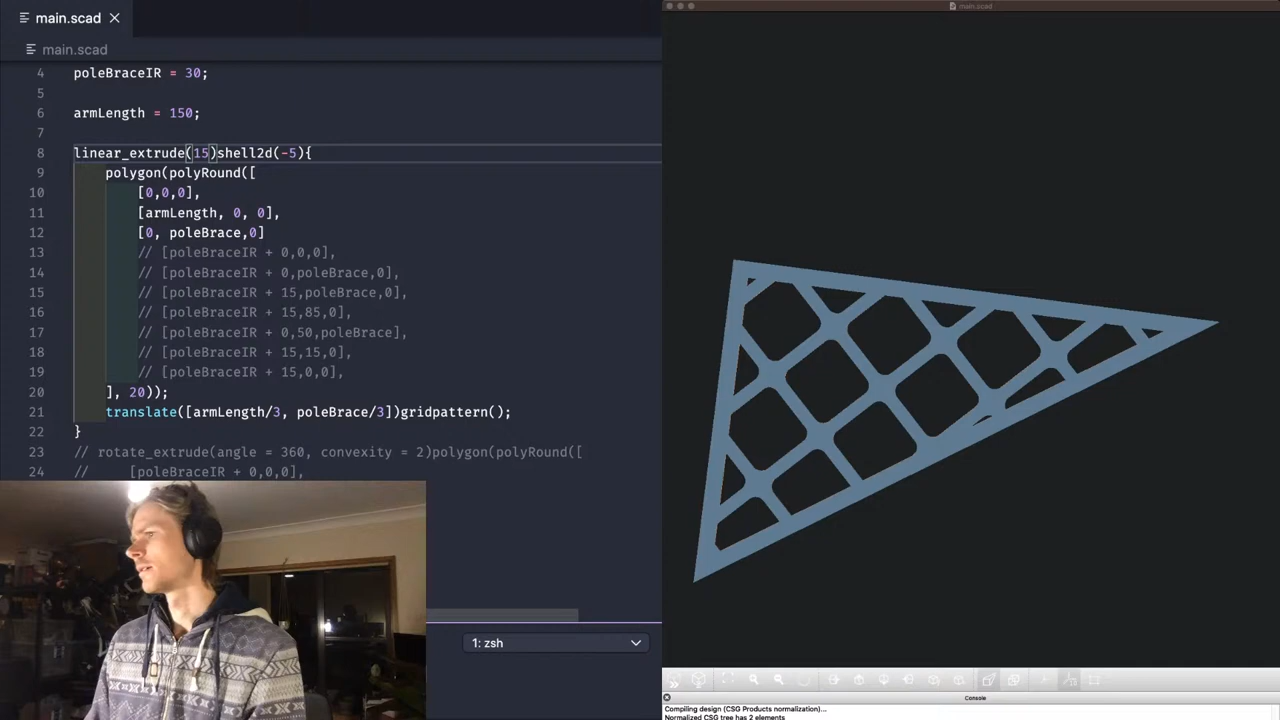 main.scad
main.scad
main.scad
4 poleBraceIR = 30;
5
6 armLength = 150;
7
8 linear_extrude(15)shell2d(-5){
9 polygon(polyRound([
10 [0,0,0],
11 [armLength, 0, 0],
12 [0, poleBrace,0]
13 // [poleBraceIR + 0,0,0],
14 // [poleBraceIR + 0,poleBrace,0],
15 // [poleBraceIR + 15,poleBrace,0],
16 // [poleBraceIR + 15,85,0],
17 // [poleBraceIR + 0,50,poleBrace],
18 // [poleBraceIR + 15,15,0],
19 // [poleBraceIR + 15,0,0],
20 ], 20));
21 translate([armLength/3, poleBrace/3])gridpattern();
22 }
23 // rotate_extrude(angle = 360, convexity = 2)polygon(polyRound([
24 // [poleBraceIR + 0,0,0],
1: zsh
Console
Compiling design (CSG Products normalization)...
Normalized CSG tree has 2 elements